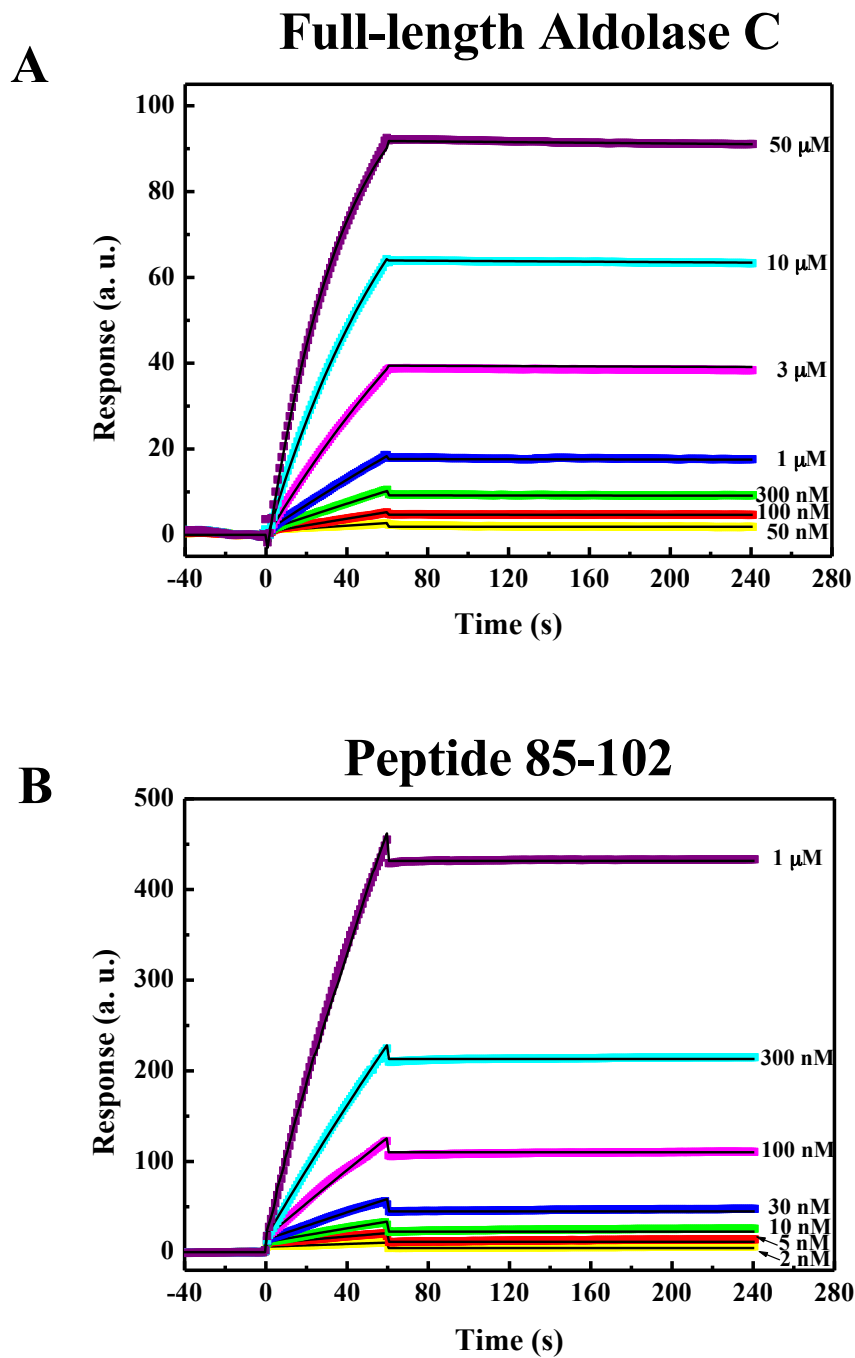 Full-length Aldolase C
A
100
80
60
40
20
0
Response (a. u.)
50 µM
10 µM
3 µM
1 µM
300 nM
100 nM
50 nM
-40 0 40 80 120 160 200 240 280
Time (s)
Peptide 85-102
B
500
400
300
200
100
0
Response (a. u.)
1 µM
300 nM
100 nM
30 nM
10 nM
5 nM
2 nM
-40 0 40 80 120 160 200 240 280
Time (s)